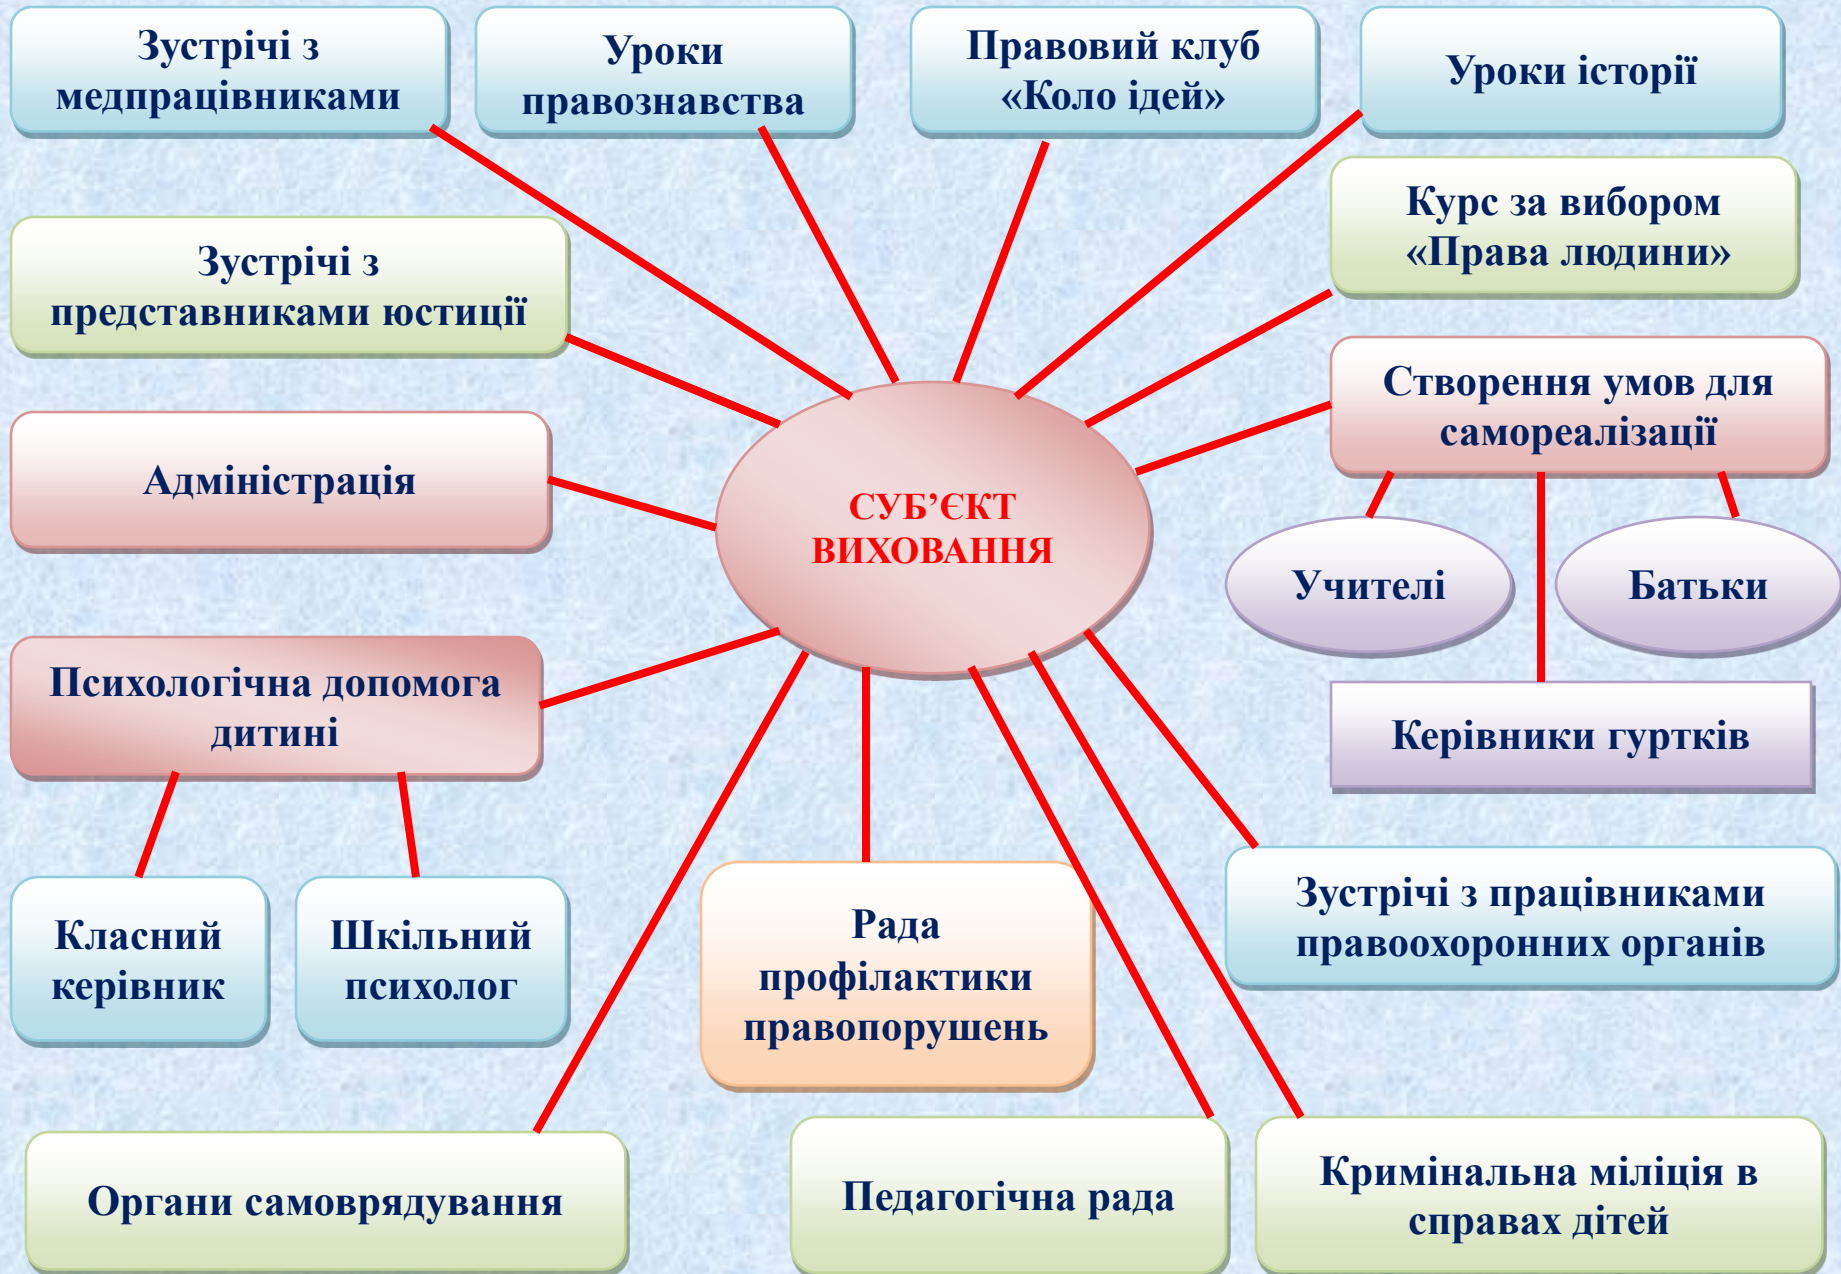 Зустрічі з
медпрацівниками
Уроки
правознавства
Правовий клуб
«Коло ідей»
Уроки історії
Курс за вибором
«Права людини»
Зустрічі з
представниками юстиції
Створення умов для
самореалізації
Адміністрація
СУБ’ЄКТ
ВИХОВАННЯ
Учителі
Батьки
Психологічна допомога
дитині
Керівники гуртків
Класний
керівник
Шкільний
психолог
Рада
профілактики
правопорушень
Зустрічі з працівниками
правоохоронних органів
Органи самоврядування
Педагогічна рада
Кримінальна міліція в
справах дітей